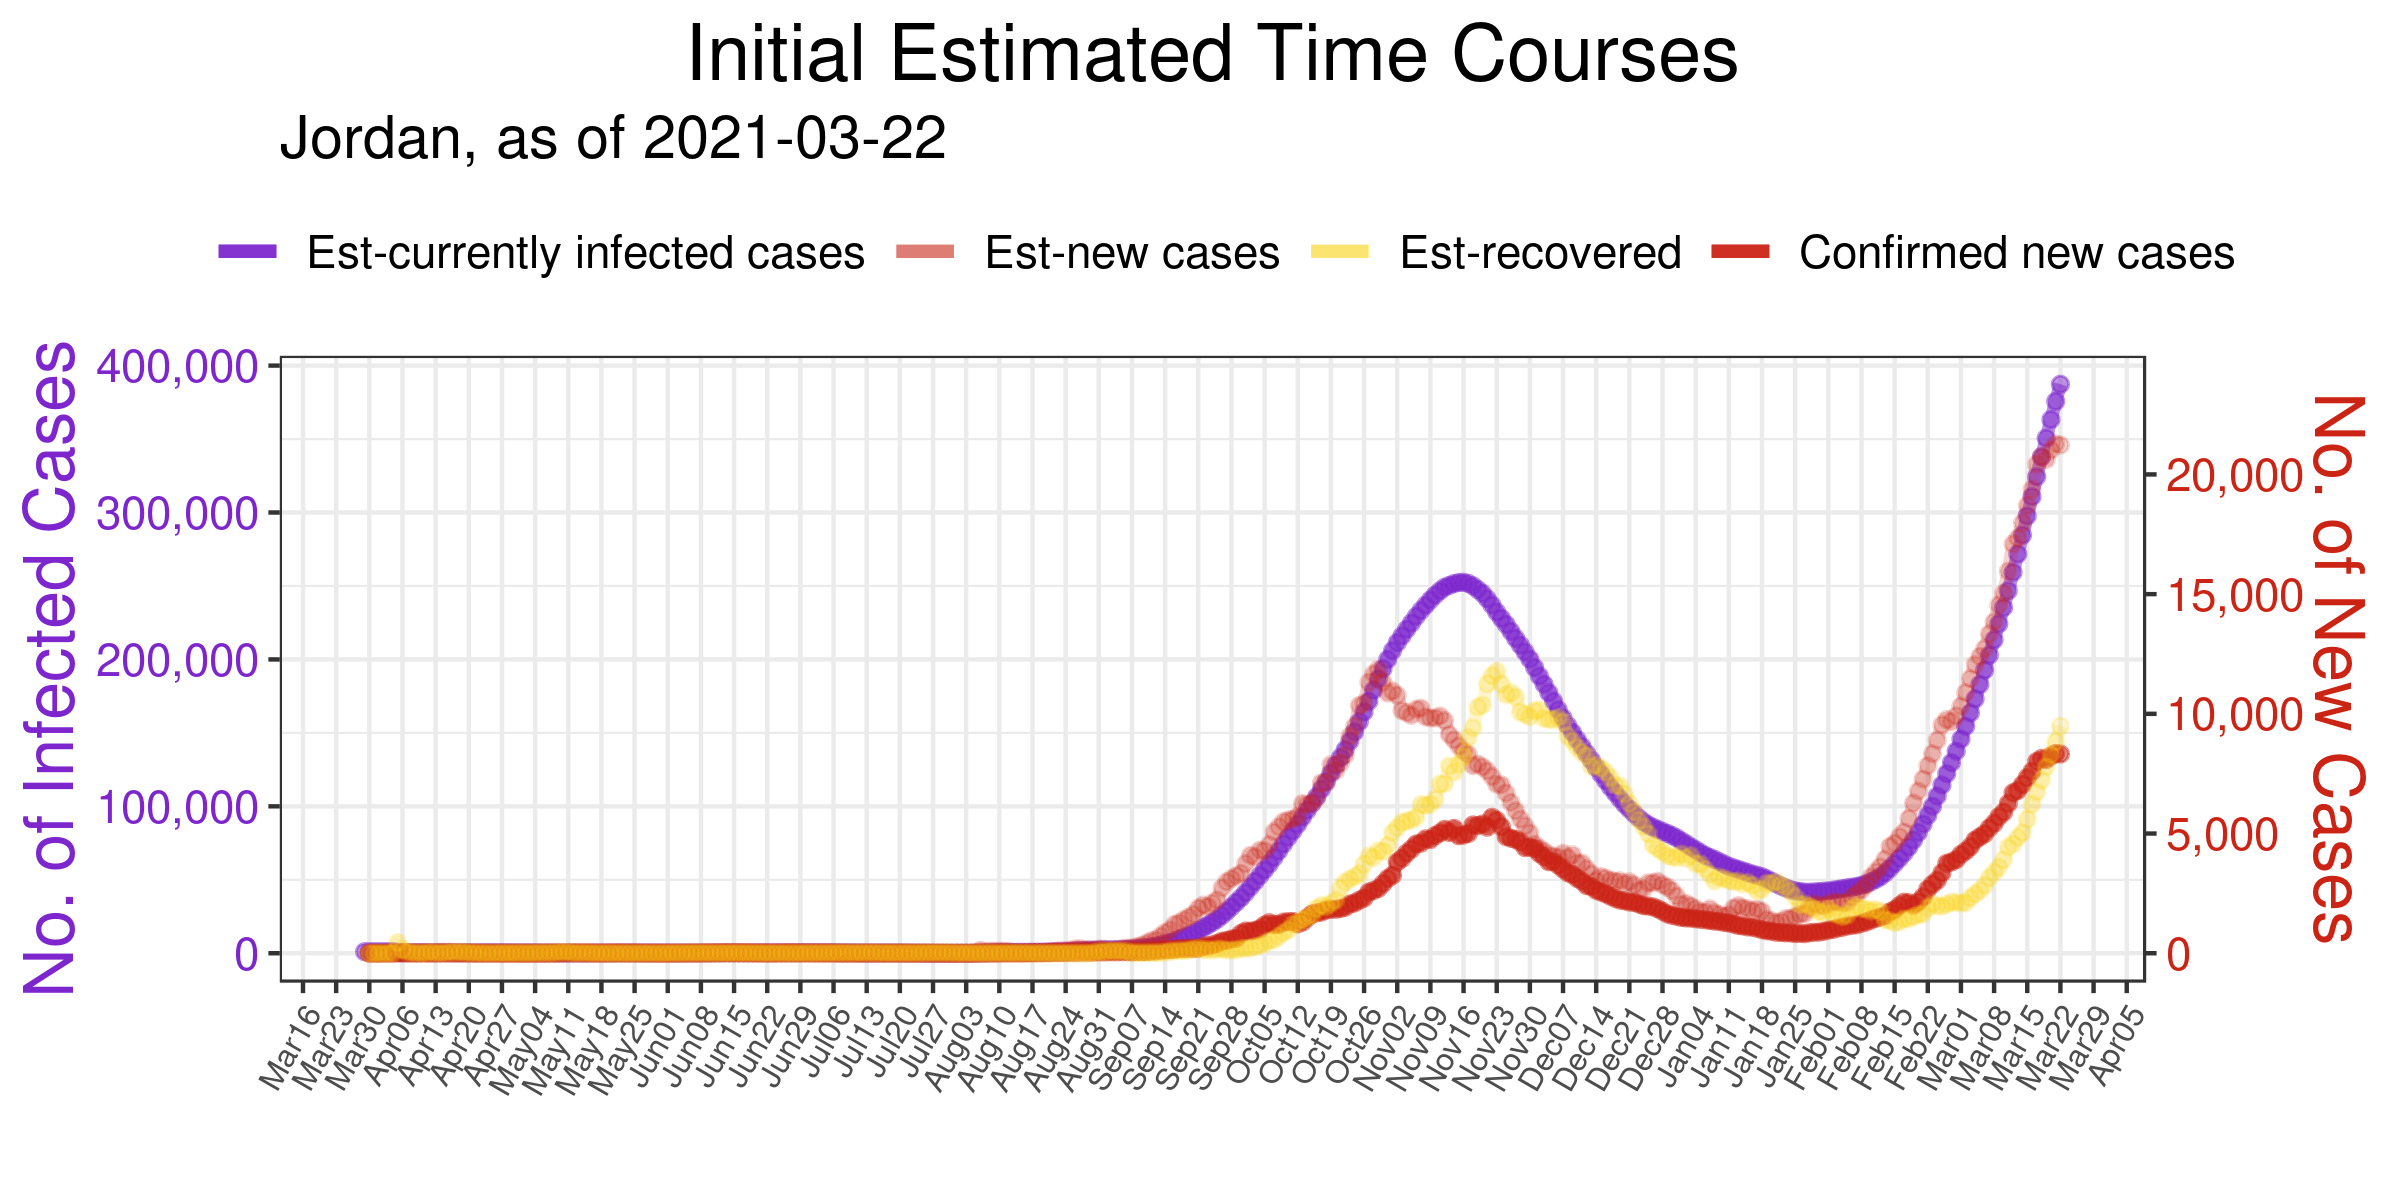 Initial Estimated Time Courses
Jordan, as of 2021-03-22
Est-currently infected cases Est-new cases Est-recovered Confirmed new cases
No. of Infected Cases
400,000
300,000
200,000
100,000
0
20,000
15,000
10,000
5,000
0
No. of New Cases
Mar16 Mar23 Mar30 Apr06 Apr13 Apr20 Apr27 May04 May11 May18 May25 Jun01 Jun08 Jun15 Jun22 Jun29 Jul06 Jul13 Jul20 Jul27 Aug03 Aug10 Aug17 Aug24 Aug31 Sep07 Sep14 Sep21 Sep28 Oct05 Oct12 Oct19 Oct26 Nov02 Nov09 Nov16 Nov23 Nov30 Dec07 Dec14 Dec21 Dec28 Jan04 Jan11 Jan18 Jan25 Feb01 Feb08 Feb15 Feb22 Mar01 Mar08 Mar15 Mar22 Mar29 Apr05